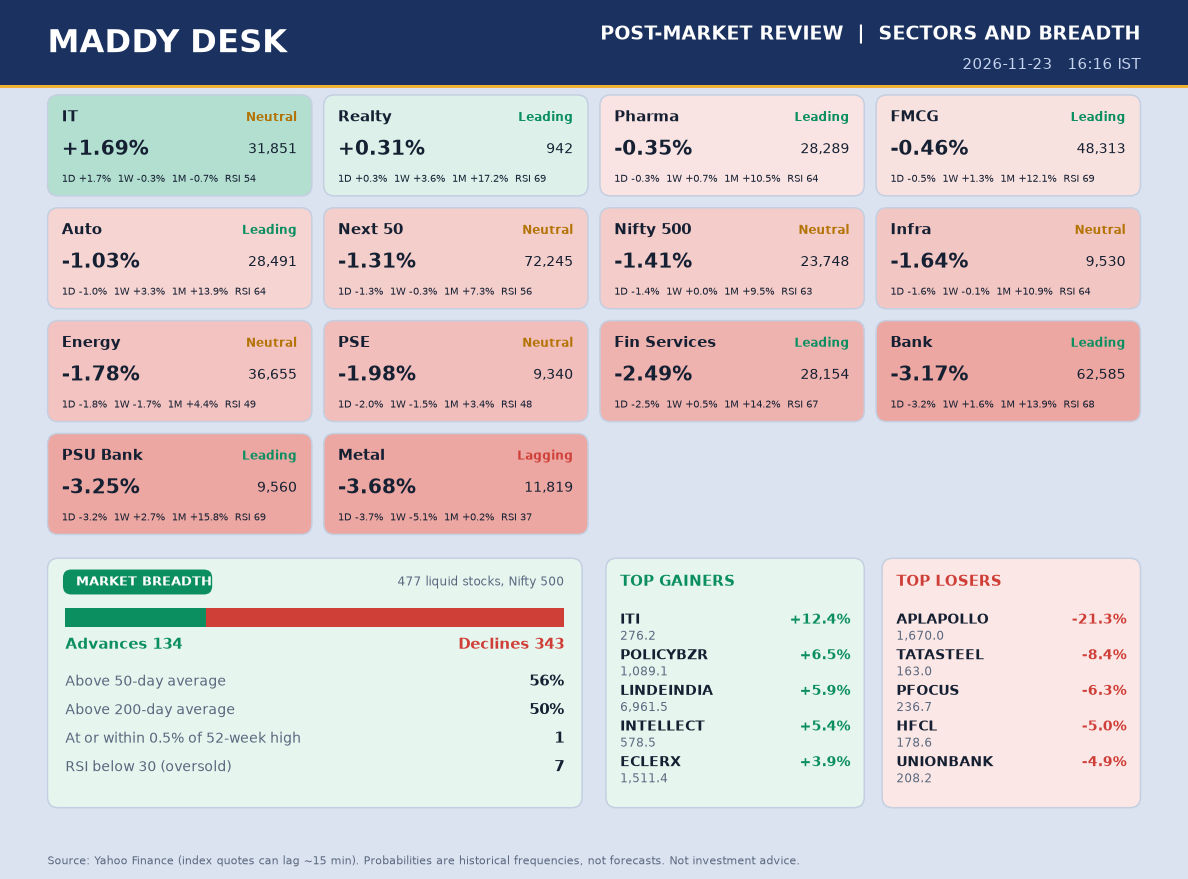 MADDY DESK
POST-MARKET REVIEW | SECTORS AND BREADTH
2026-11-23 16:16 IST
IT Neutral
+1.69% 31,851
1D +1.7% 1W -0.3% 1M -0.7% RSI 54
Realty Leading
+0.31% 942
1D +0.3% 1W +3.6% 1M +17.2% RSI 69
Pharma Leading
-0.35% 28,289
1D -0.3% 1W +0.7% 1M +10.5% RSI 64
FMCG Leading
-0.46% 48,313
1D -0.5% 1W +1.3% 1M +12.1% RSI 69
Auto Leading
-1.03% 28,491
1D -1.0% 1W +3.3% 1M +13.9% RSI 64
Next 50 Neutral
-1.31% 72,245
1D -1.3% 1W -0.3% 1M +7.3% RSI 56
Nifty 500 Neutral
-1.41% 23,748
1D -1.4% 1W +0.0% 1M +9.5% RSI 63
Infra Neutral
-1.64% 9,530
1D -1.6% 1W -0.1% 1M +10.9% RSI 64
Energy Neutral
-1.78% 36,655
1D -1.8% 1W -1.7% 1M +4.4% RSI 49
PSE Neutral
-1.98% 9,340
1D -2.0% 1W -1.5% 1M +3.4% RSI 48
Fin Services Leading
-2.49% 28,154
1D -2.5% 1W +0.5% 1M +14.2% RSI 67
Bank Leading
-3.17% 62,585
1D -3.2% 1W +1.6% 1M +13.9% RSI 68
PSU Bank Leading
-3.25% 9,560
1D -3.2% 1W +2.7% 1M +15.8% RSI 69
Metal Lagging
-3.68% 11,819
1D -3.7% 1W -5.1% 1M +0.2% RSI 37
MARKET BREADTH 477 liquid stocks, Nifty 500
Advances 134 Declines 343
Above 50-day average 56%
Above 200-day average 50%
At or within 0.5% of 52-week high 1
RSI below 30 (oversold) 7
TOP GAINERS
ITI +12.4%
276.2
POLICYBZR +6.5%
1,089.1
LINDEINDIA +5.9%
6,961.5
INTELLECT +5.4%
578.5
ECLERX +3.9%
1,511.4
TOP LOSERS
APLAPOLLO -21.3%
1,670.0
TATASTEEL -8.4%
163.0
PFOCUS -6.3%
236.7
HFCL -5.0%
178.6
UNIONBANK -4.9%
208.2
Source: Yahoo Finance (index quotes can lag ~15 min). Probabilities are historical frequencies, not forecasts. Not investment advice.